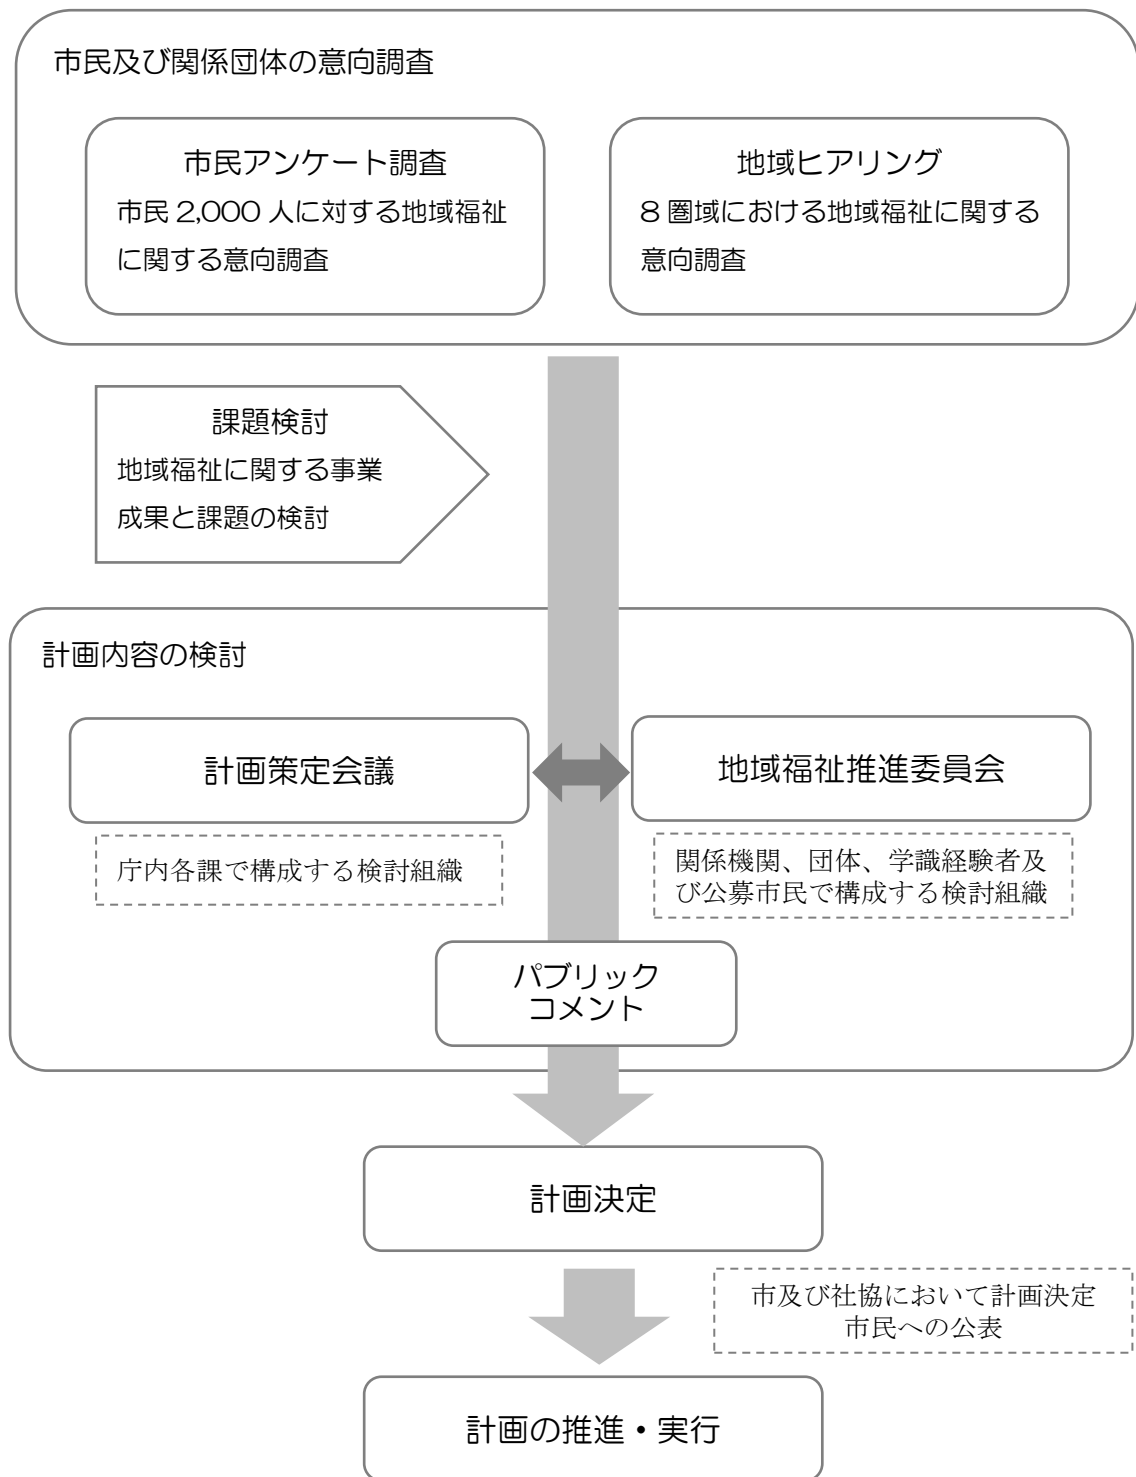 市民及び関係団体の意向調査
市民アンケート調査
市民 2,000 人に対する地域福祉
に関する意向調査
地域ヒアリング
8 圏域における地域福祉に関する
意向調査
課題検討
地域福祉に関する事業
成果と課題の検討
計画内容の検討
計画策定会議
地域福祉推進委員会
庁内各課で構成する検討組織
関係機関、団体、学識経験者及
び公募市民で構成する検討組織
パブリック
コメント
計画決定
市及び社協において計画決定
市民への公表
計画の推進・実行